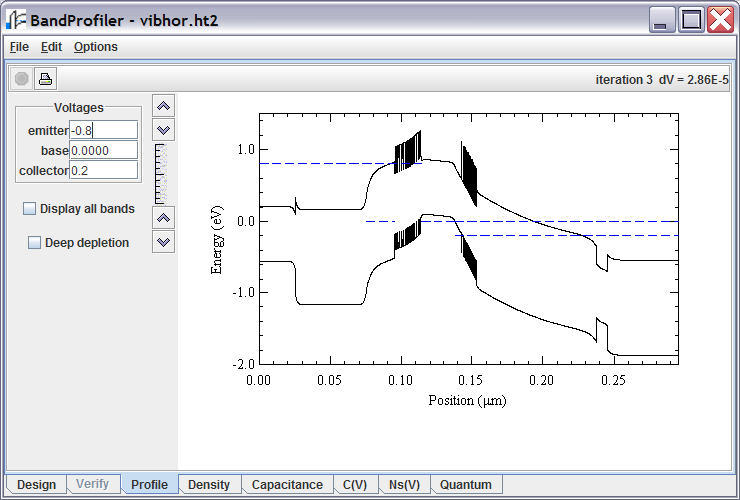 BandProfiler - vibhor.ht2
File Edit Options
iteration 3 dV = 2.86E-5
Voltages
emitter -0.8
base 0.0000
collector 0.2
Display all bands
Deep depletion
Energy (eV)
1.0
0.0
-1.0
-2.0
0.00 0.05 0.10 0.15 0.20 0.25
Position (μm)
Design Verify Profile Density Capacitance C(V) Ns(V) Quantum